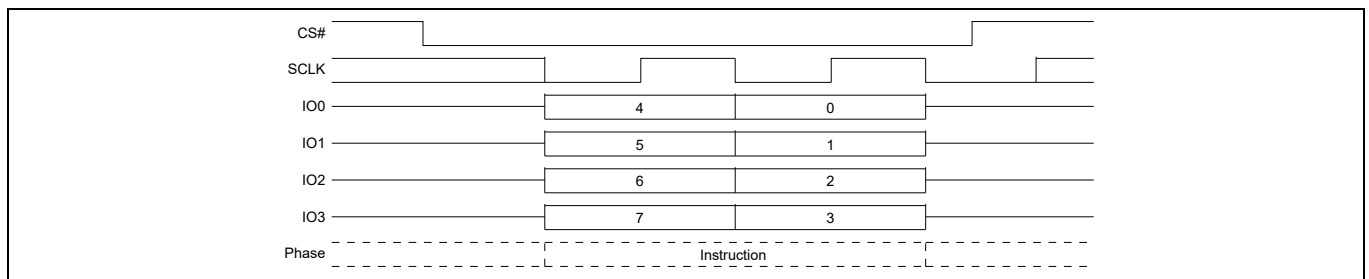 CS#
SCLK
IO0 4 0
IO1 5 1
IO2 6 2
IO3 7 3
Phase Instruction